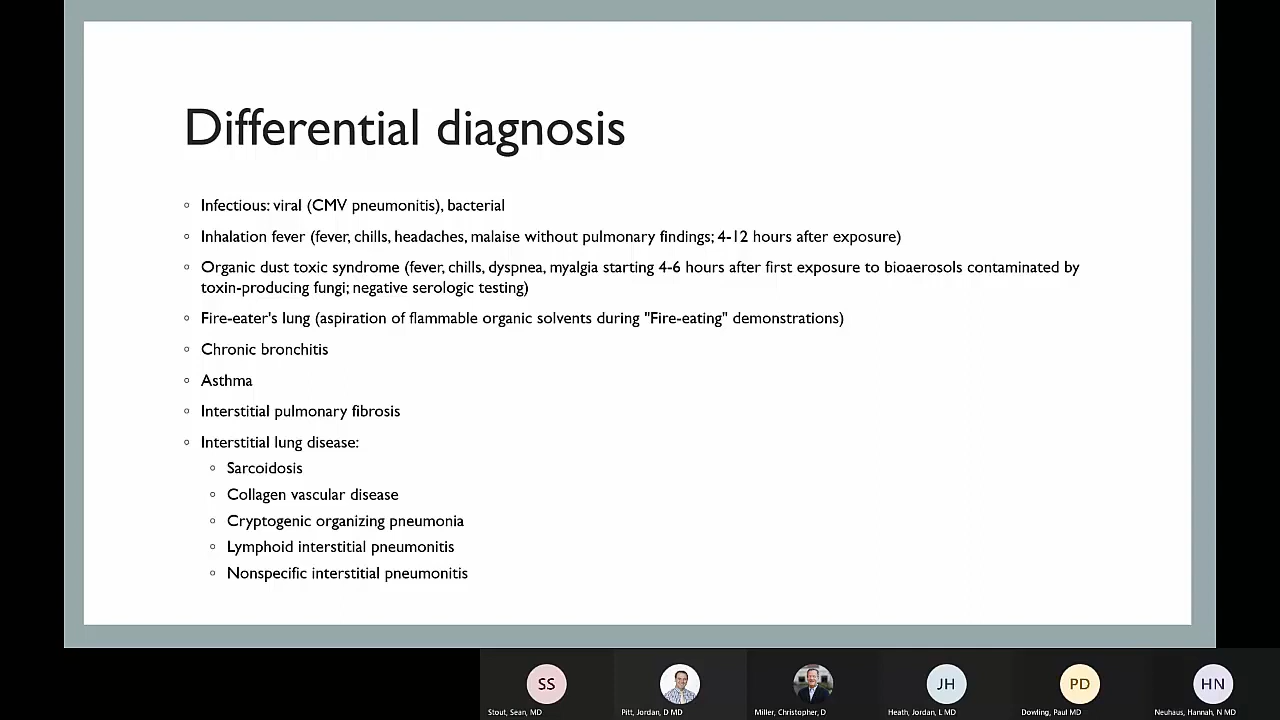 Differential diagnosis
Infectious: viral (CMV pneumonitis), bacterial
Inhalation fever (fever, chills, headaches, malaise without pulmonary findings; 4-12 hours after exposure)
Organic dust toxic syndrome (fever, chills, dyspnea, myalgia starting 4-6 hours after first exposure to bioaerosols contaminated by
toxin-producing fungi; negative serologic testing)
Fire-eater's lung (aspiration of flammable organic solvents during "Fire-eating" demonstrations)
Chronic bronchitis
Asthma
Interstitial pulmonary fibrosis
Interstitial lung disease:
Sarcoidosis
Collagen vascular disease
Cryptogenic organizing pneumonia
Lymphoid interstitial pneumonitis
Nonspecific interstitial pneumonitis
SS
JH
PD
HN
Stout, Sean, MD
Pitt, Jordan, D MD
Miller, Christopher, D
Heath, Jordan, L MD
Dowling, Paul MD
Neuhaus, Hannah, N MD